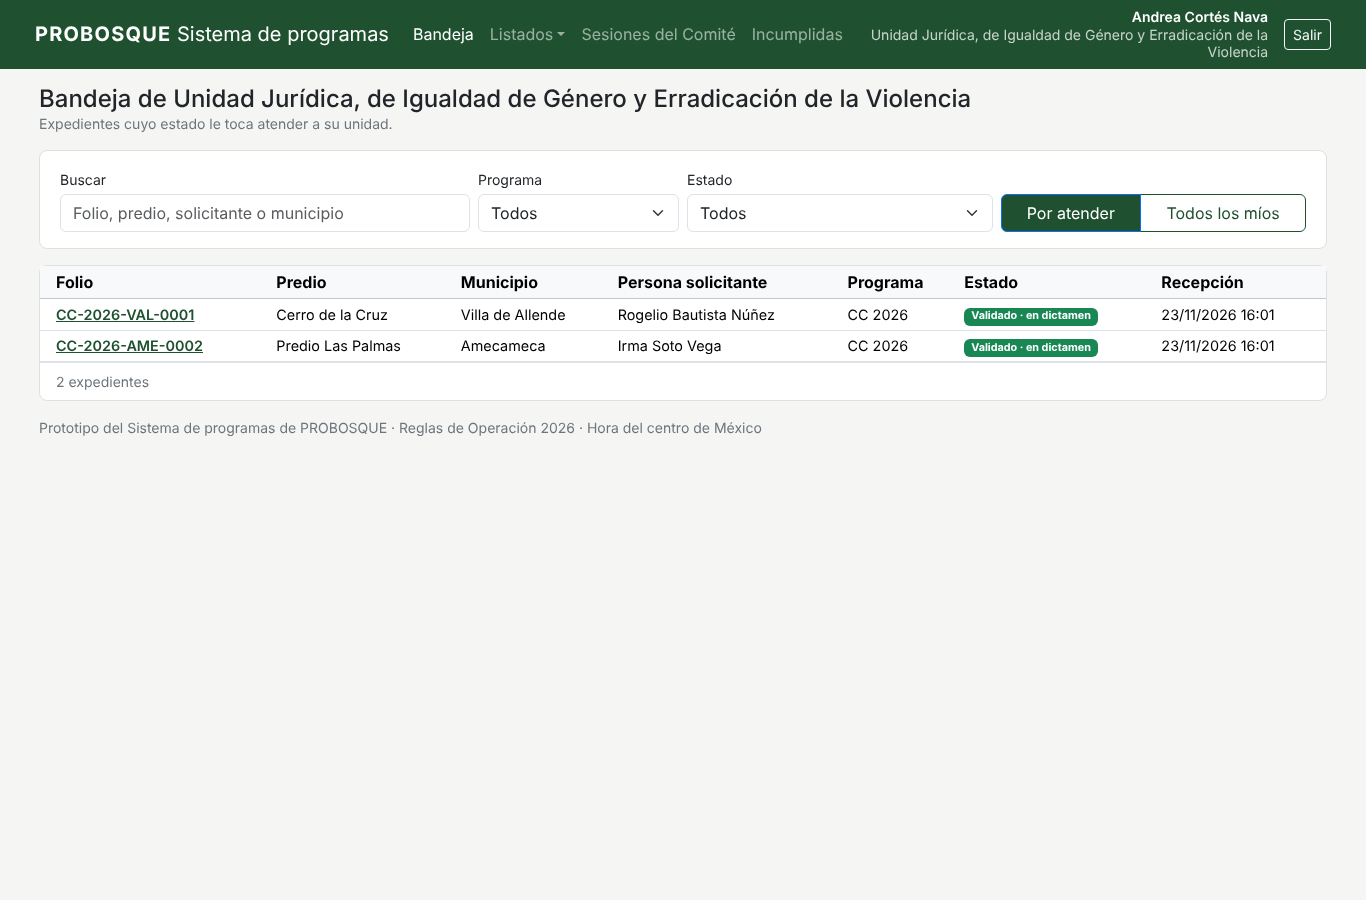 PROBOSQUE Sistema de programas
Bandeja
Listados
Sesiones del Comité
Incumplidas
Andrea Cortés Nava
Unidad Jurídica, de Igualdad de Género y Erradicación de la
Violencia
Salir
Bandeja de Unidad Jurídica, de Igualdad de Género y Erradicación de la Violencia
Expedientes cuyo estado le toca atender a su unidad.
Buscar
Programa
Estado
Folio, predio, solicitante o municipio
Todos
Todos
Por atender
Todos los míos
Folio Predio Municipio Persona solicitante Programa Estado Recepción
CC-2026-VAL-0001 Cerro de la Cruz Villa de Allende Rogelio Bautista Núñez CC 2026 Validado · en dictamen 23/11/2026 16:01
CC-2026-AME-0002 Predio Las Palmas Amecameca Irma Soto Vega CC 2026 Validado · en dictamen 23/11/2026 16:01
2 expedientes
Prototipo del Sistema de programas de PROBOSQUE · Reglas de Operación 2026 · Hora del centro de México